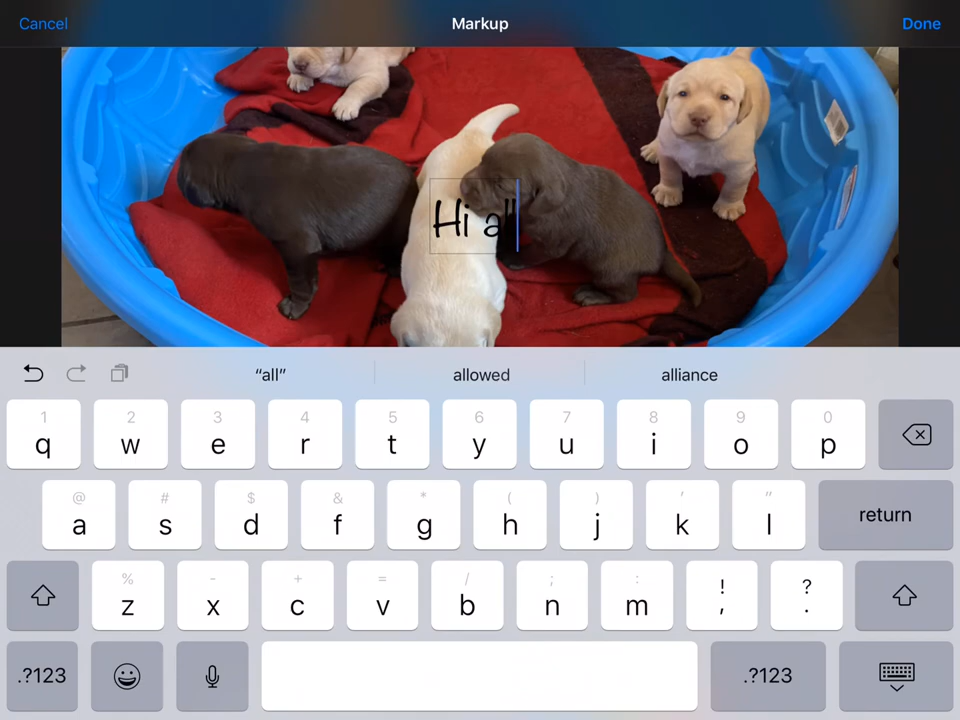 Cancel Markup Done
Hi all
“all” allowed alliance
1 2 3 4 5 6 7 8 9 0
q w e r t y u i o p
@ # $ & * ( ) ' "
a s d f g h j k l return
% - + = / ; : ! ?
z x c v b n m , .
.?123 .?123